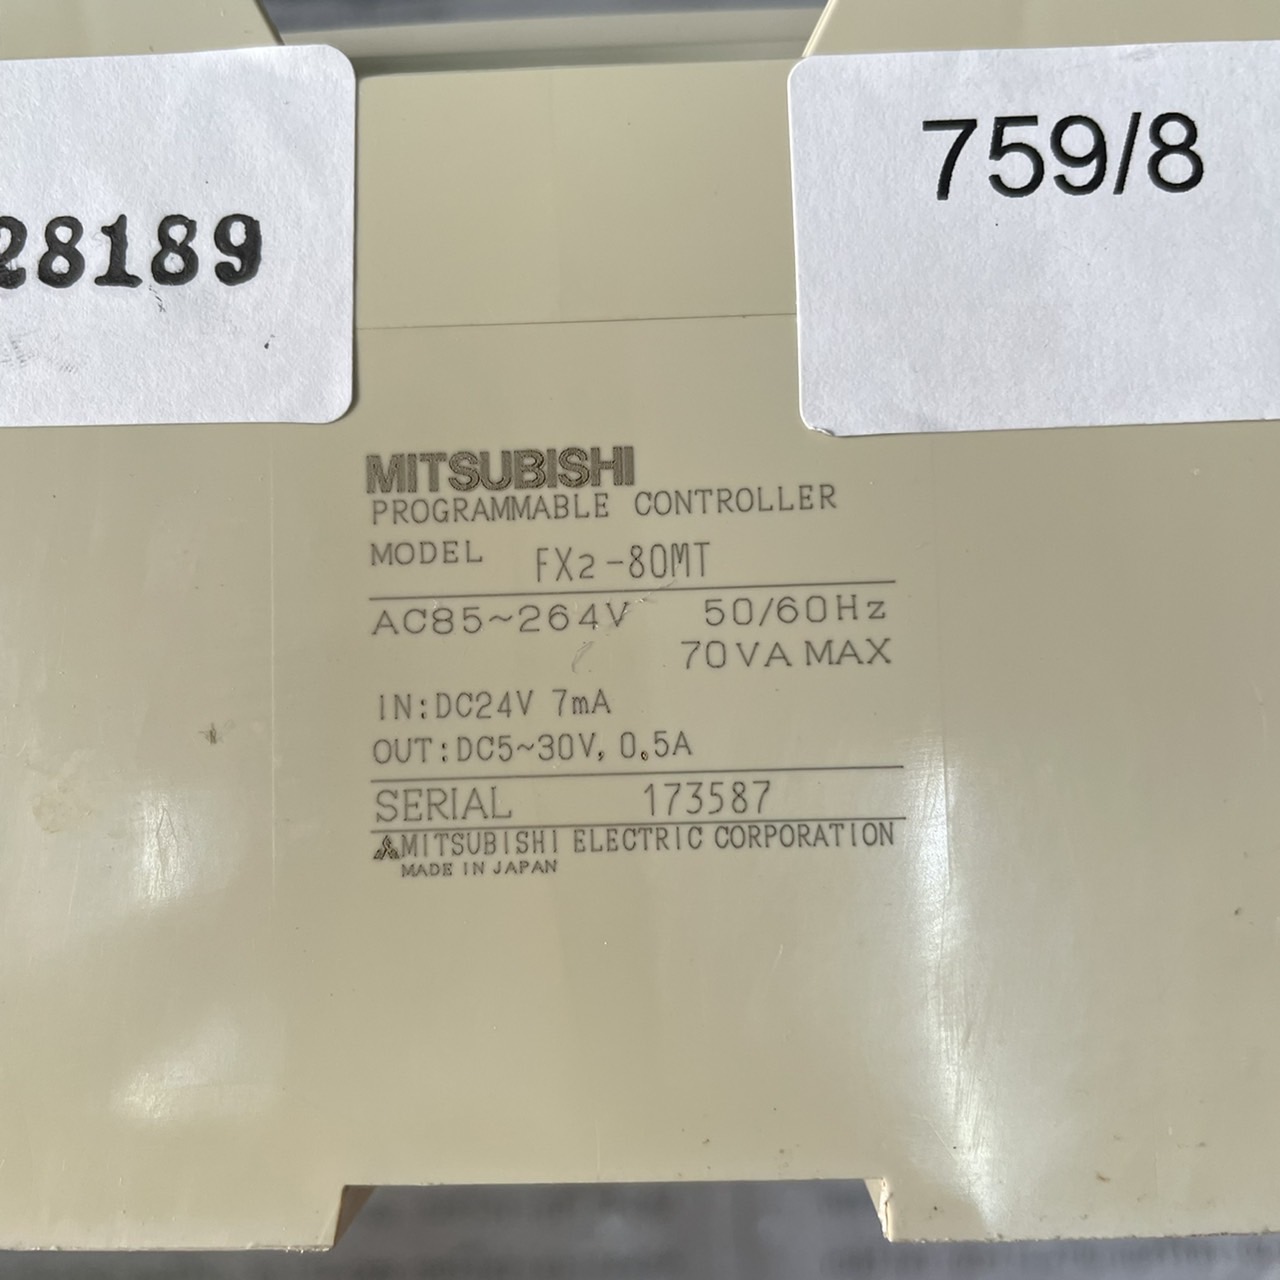 759/8
28189
MITSUBISHI
PROGRAMMABLE CONTROLLER
MODEL FX2-80MT
AC85~264V 50/60Hz
70VA MAX
IN:DC24V 7mA
OUT:DC5~30V, 0.5A
SERIAL 173587
MITSUBISHI ELECTRIC CORPORATION
MADE IN JAPAN